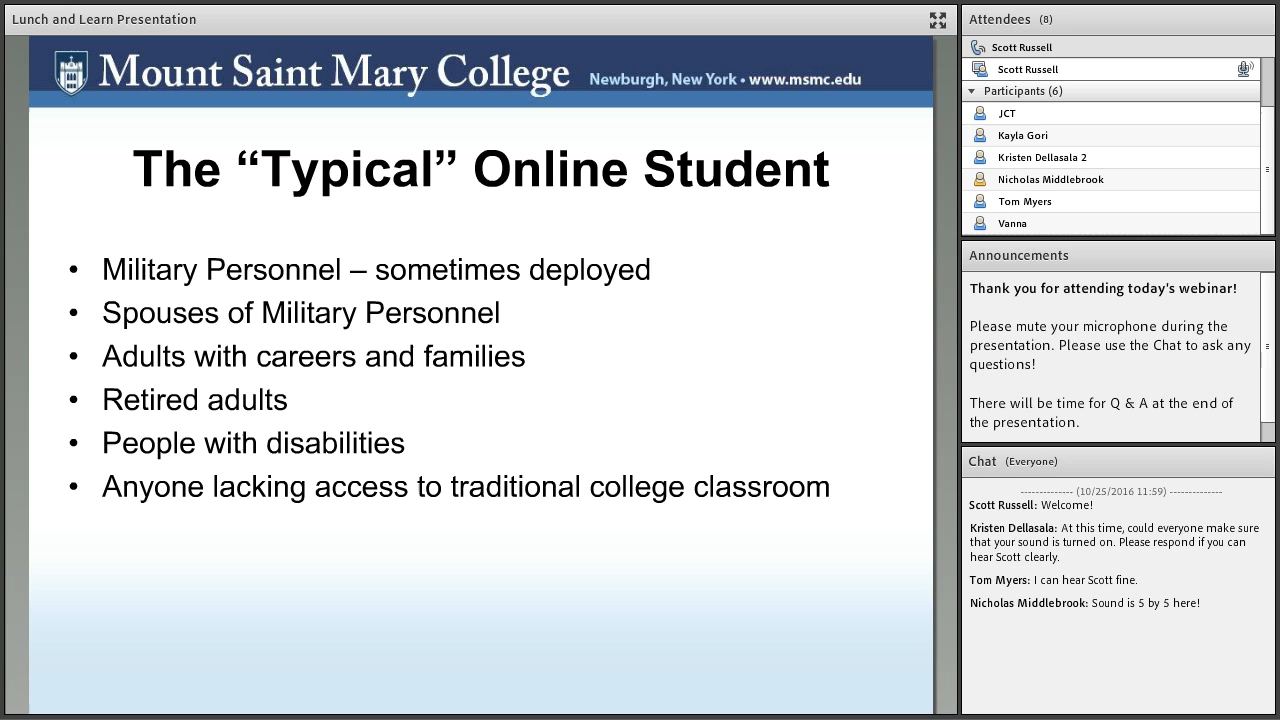 Lunch and Learn Presentation
Mount Saint Mary College Newburgh, New York • www.msmc.edu
The “Typical” Online Student
• Military Personnel – sometimes deployed
• Spouses of Military Personnel
• Adults with careers and families
• Retired adults
• People with disabilities
• Anyone lacking access to traditional college classroom
Attendees (8)
Scott Russell
Scott Russell
Participants (6)
JCT
Kayla Gori
Kristen Dellasala 2
Nicholas Middlebrook
Tom Myers
Vanna
Announcements
Thank you for attending today's webinar!
Please mute your microphone during the
presentation. Please use the Chat to ask any
questions!
There will be time for Q & A at the end of
the presentation.
Chat (Everyone)
-------------- (10/25/2016 11:59) --------------
Scott Russell: Welcome!
Kristen Dellasala: At this time, could everyone make sure
that your sound is turned on. Please respond if you can
hear Scott clearly.
Tom Myers: I can hear Scott fine.
Nicholas Middlebrook: Sound is 5 by 5 here!